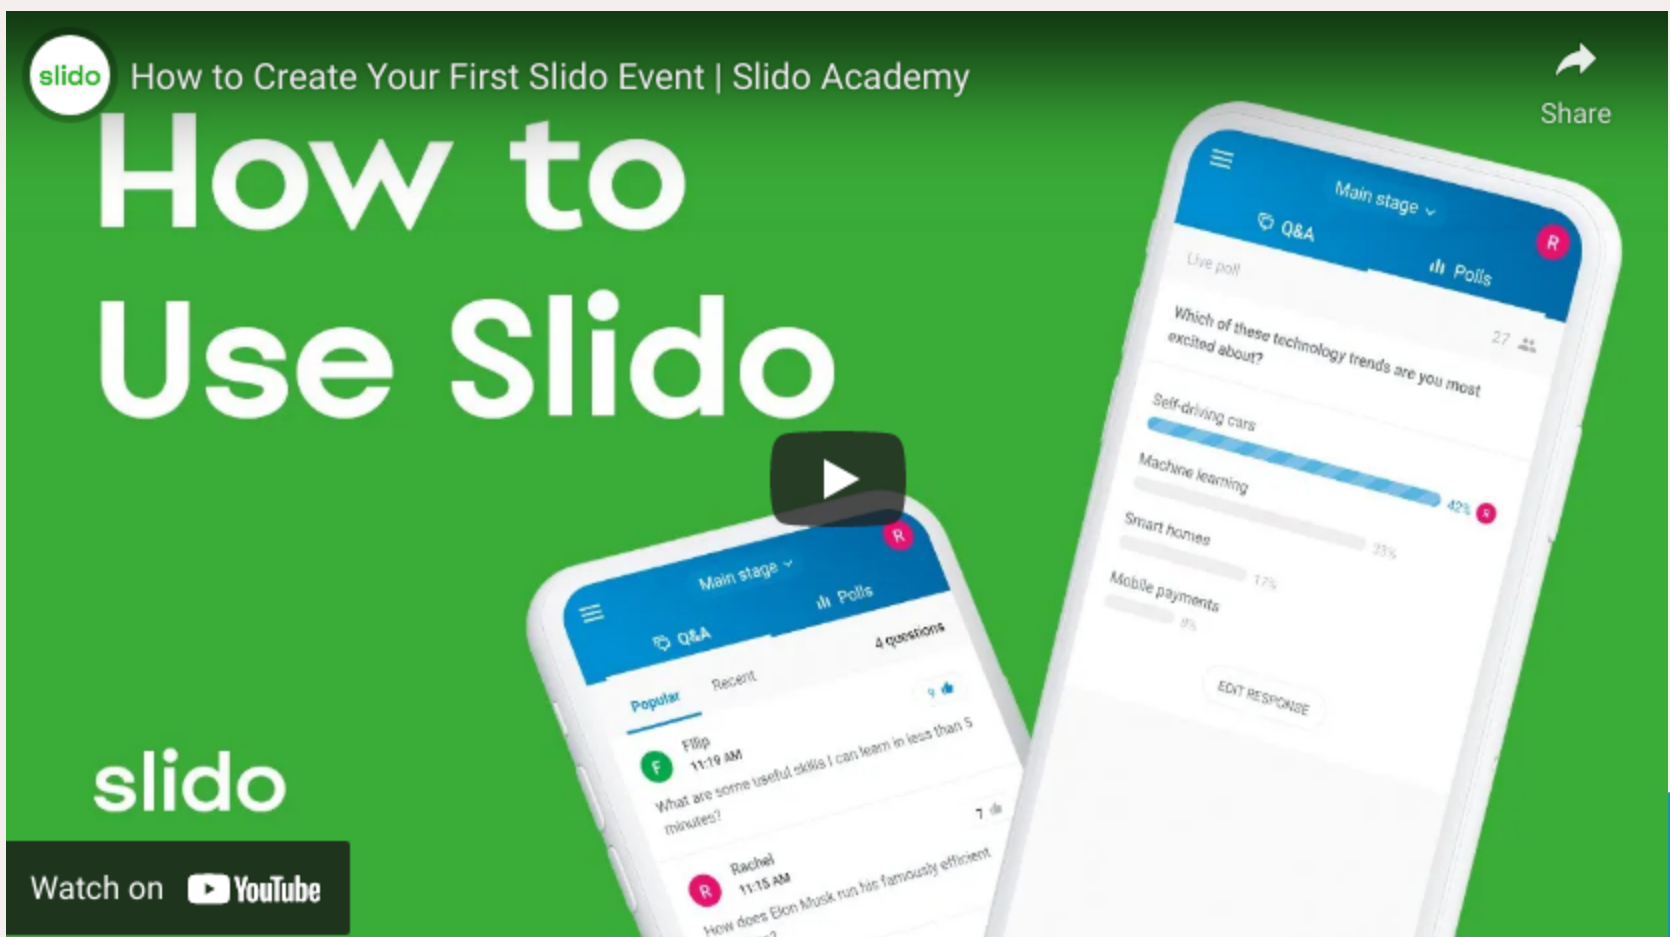 slido
How to Create Your First Slido Event | Slido Academy
Share
How to
Use Slido
slido
Watch on YouTube
Main stage
Q&A
Polls
4 questions
Popular
Recent
9
F
Filip
11:19 AM
What are some useful skills I can learn in less than 5
minutes?
7
R
Rachel
11:15 AM
How does Elon Musk run his famously efficient
R
Main stage
Q&A
Polls
R
Live poll
27
Which of these technology trends are you most
excited about?
Self-driving cars
42%
R
Machine learning
Smart homes
17%
Mobile payments
EDIT RESPONSE